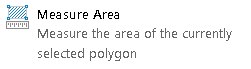 Measure Area
Measure the area of the currently
selected polygon